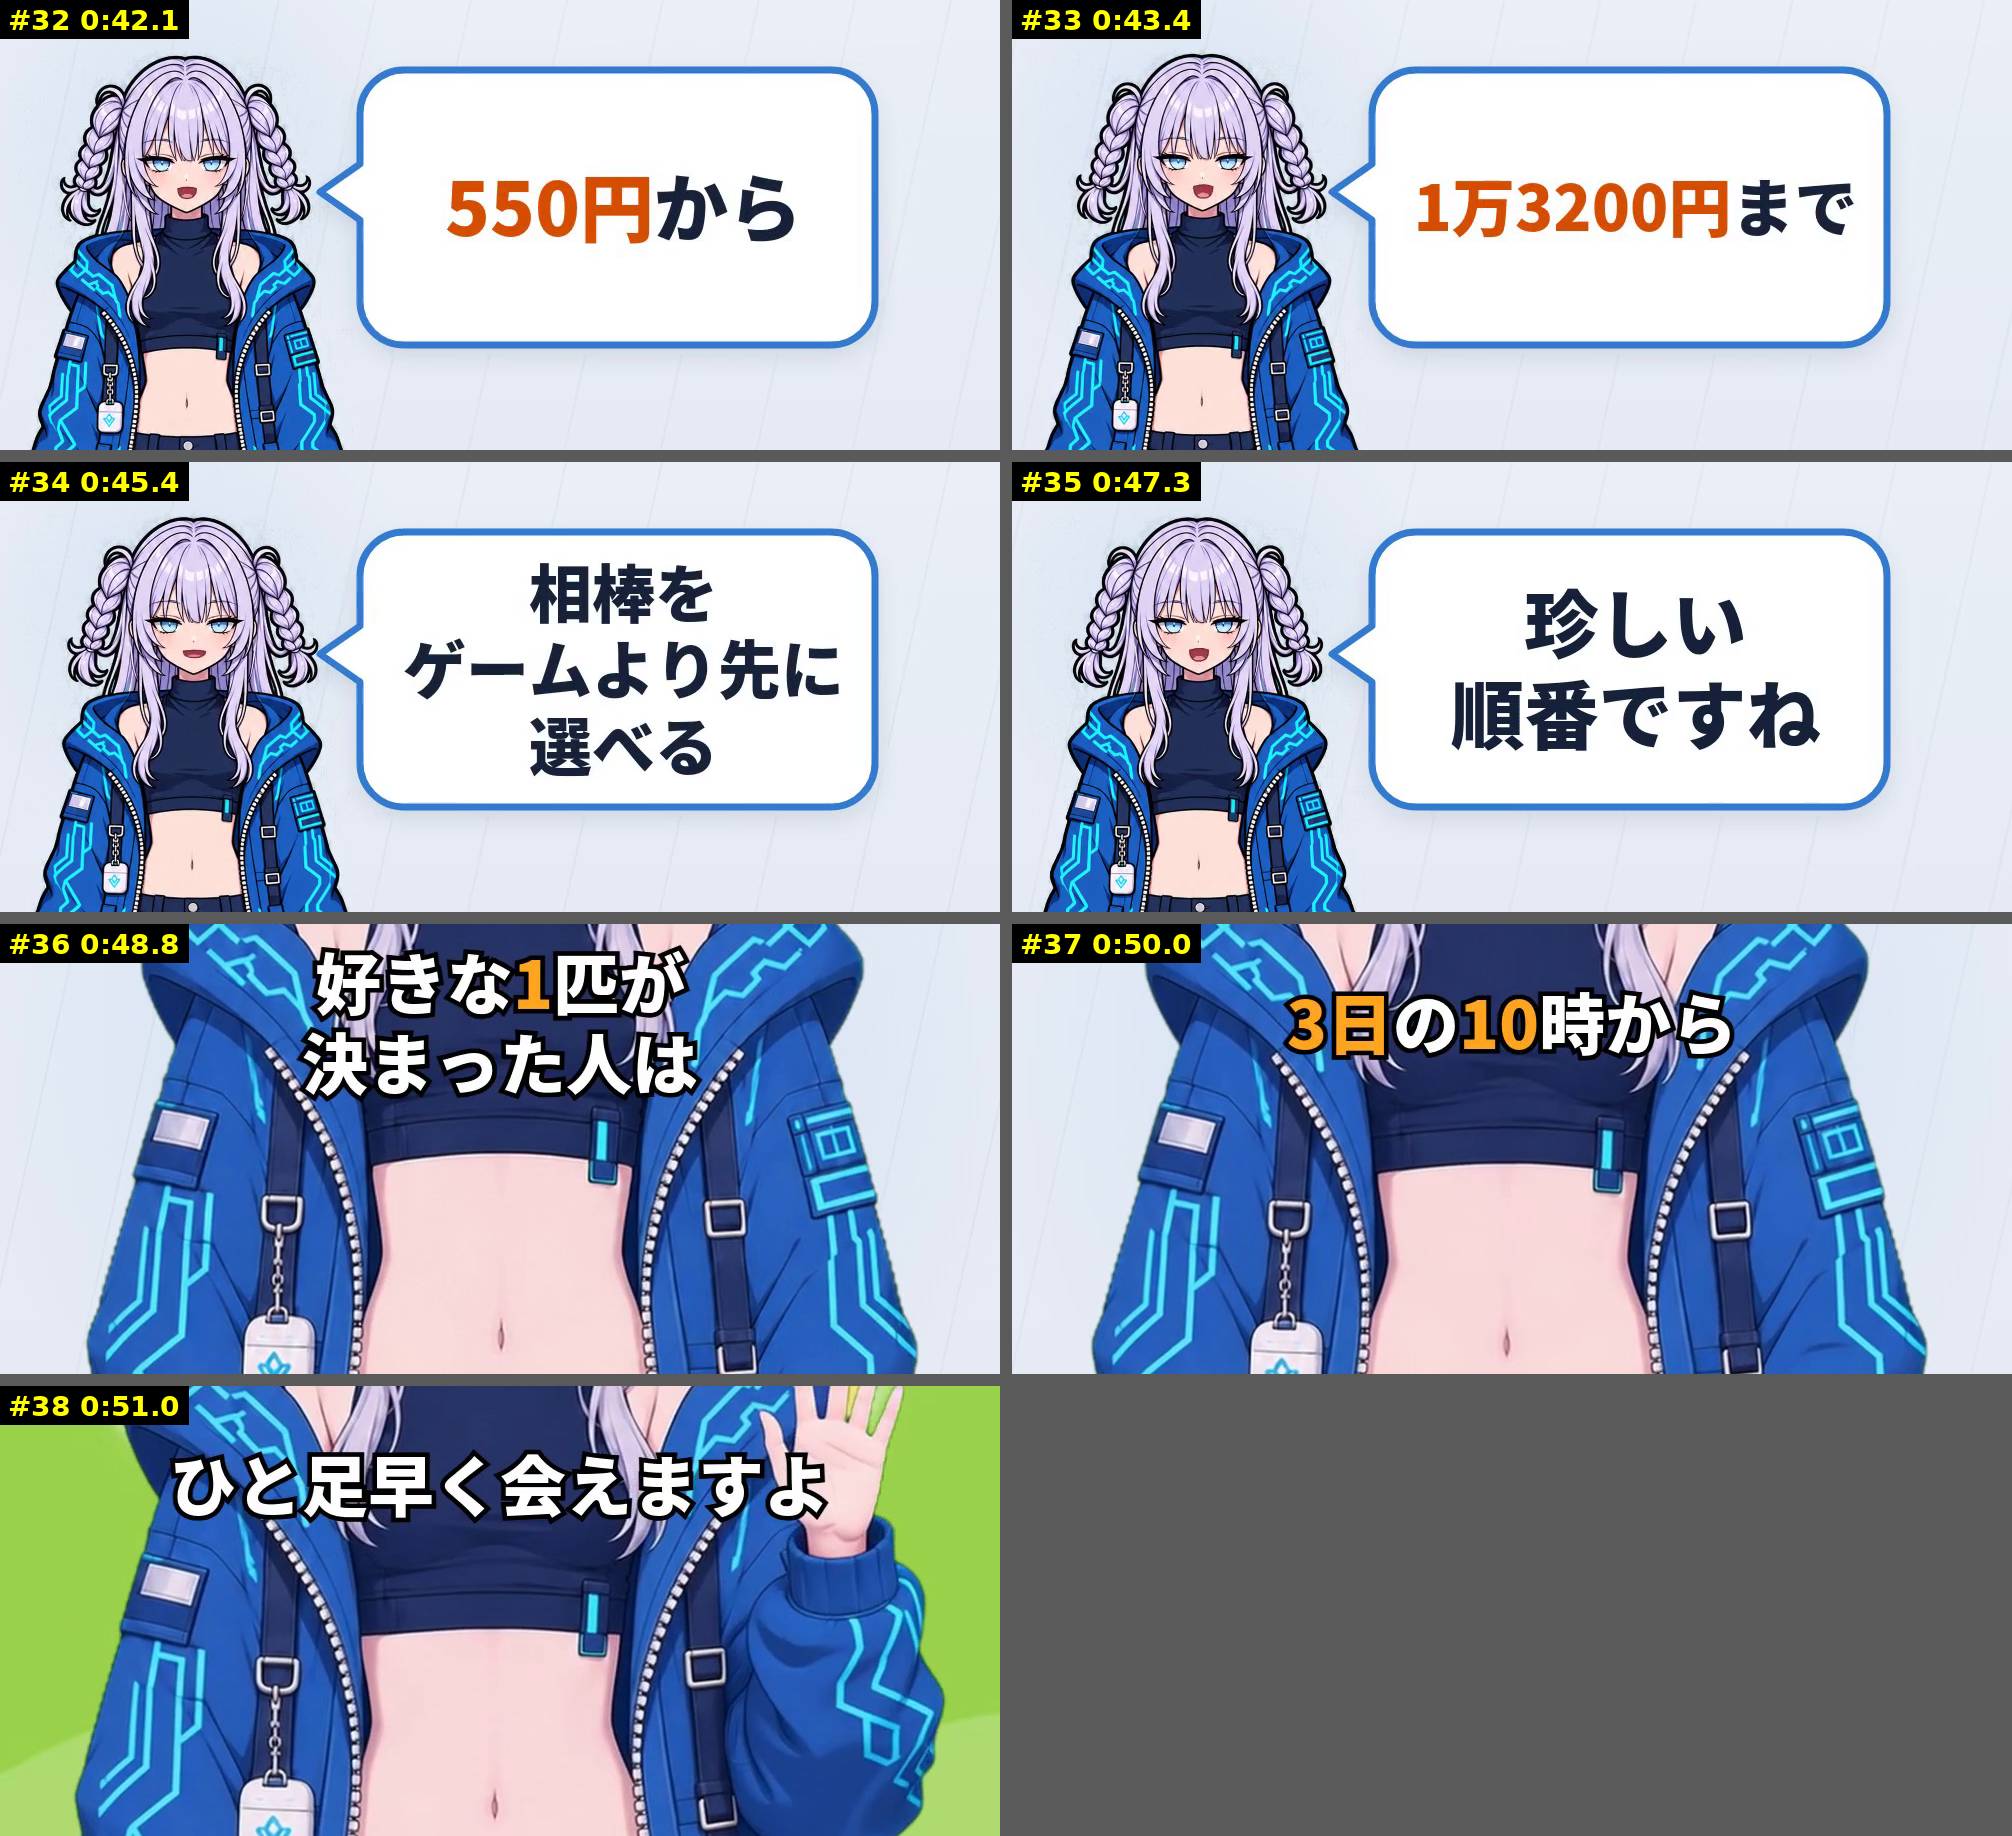 #32 0:42.1
550円から
#33 0:43.4
1万3200円まで
#34 0:45.4
相棒を
ゲームより先に
選べる
#35 0:47.3
珍しい
順番ですね
#36 0:48.8
好きな1匹が
決まった人は
#37 0:50.0
3日の10時から
#38 0:51.0
ひと足早く会えますよ